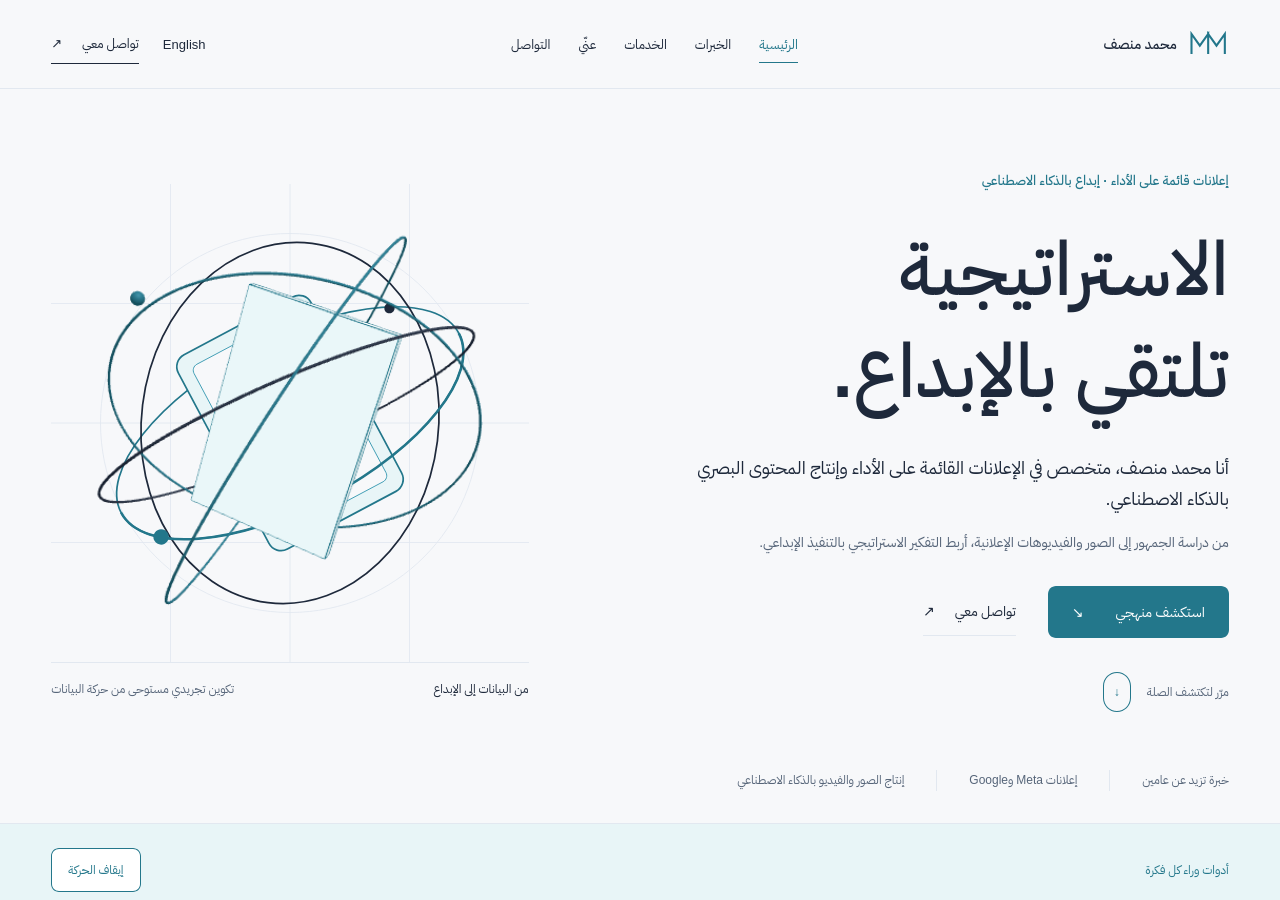 محمد منصف
الرئيسية
الخبرات
الخدمات
عنّي
التواصل
English
تواصل معي ↗
إعلانات قائمة على الأداء · إبداع بالذكاء الاصطناعي
الاستراتيجية
تلتقي بالإبداع.
أنا محمد منصف، متخصص في الإعلانات القائمة على الأداء وإنتاج المحتوى البصري
بالذكاء الاصطناعي.
من دراسة الجمهور إلى الصور والفيديوهات الإعلانية، أربط التفكير الاستراتيجي بالتنفيذ الإبداعي.
استكشف منهجي ↘
تواصل معي ↗
مرّر لتكتشف الصلة ↓
من البيانات إلى الإبداع
تكوين تجريدي مستوحى من حركة البيانات
خبرة تزيد عن عامين
إعلانات Meta وGoogle
إنتاج الصور والفيديو بالذكاء الاصطناعي
أدوات وراء كل فكرة
إيقاف الحركة